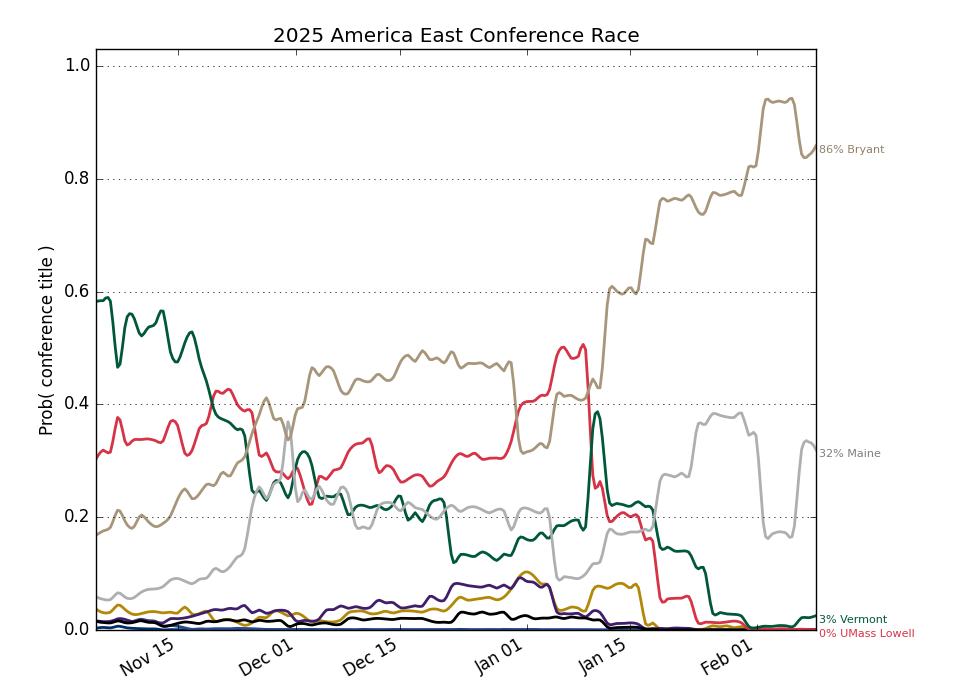 2025 America East Conference Race
Prob( conference title )
1.0
0.8
0.6
0.4
0.2
0.0
86% Bryant
32% Maine
3% Vermont
0% UMass Lowell
Nov 15
Dec 01
Dec 15
Jan 01
Jan 15
Feb 01